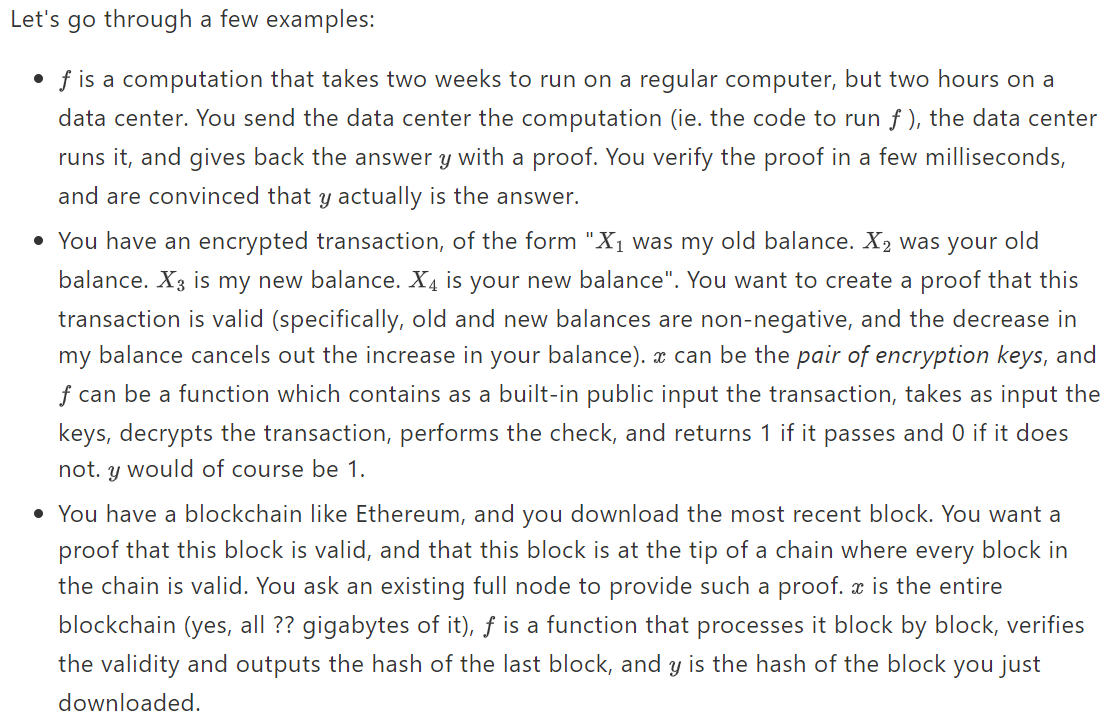 Let's go through a few examples:
• f is a computation that takes two weeks to run on a regular computer, but two hours on a
data center. You send the data center the computation (ie. the code to run f ), the data center
runs it, and gives back the answer y with a proof. You verify the proof in a few milliseconds,
and are convinced that y actually is the answer.
• You have an encrypted transaction, of the form "X₁ was my old balance. X₂ was your old
balance. X₃ is my new balance. X₄ is your new balance". You want to create a proof that this
transaction is valid (specifically, old and new balances are non-negative, and the decrease in
my balance cancels out the increase in your balance). x can be the pair of encryption keys, and
f can be a function which contains as a built-in public input the transaction, takes as input the
keys, decrypts the transaction, performs the check, and returns 1 if it passes and 0 if it does
not. y would of course be 1.
• You have a blockchain like Ethereum, and you download the most recent block. You want a
proof that this block is valid, and that this block is at the tip of a chain where every block in
the chain is valid. You ask an existing full node to provide such a proof. x is the entire
blockchain (yes, all ?? gigabytes of it), f is a function that processes it block by block, verifies
the validity and outputs the hash of the last block, and y is the hash of the block you just
downloaded.